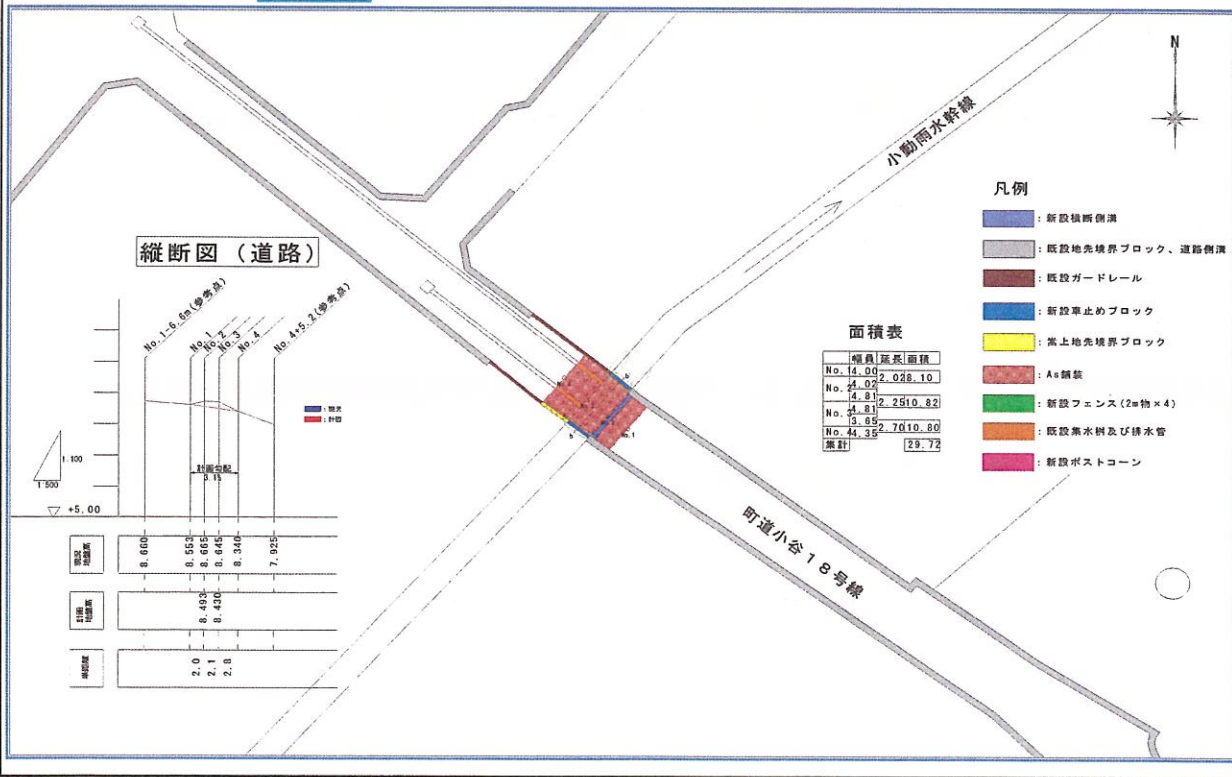 N
小動雨水幹線
凡例
:新設横断側溝
:既設地先境界ブロック、道路側溝
:既設ガードレール
:新設車止めブロック
:嵩上地先境界ブロック
:As舗装
:新設フェンス(2m物×4)
:既設集水桝及び排水管
:新設ポストコーン
縦断図(道路)
No.1-6.6m(参考点)
No.1
No.2
No.3
No.4
No.4+5.2(参考点)
:現況
:計画
計画勾配
3.1%
1:100
1:500
+5.00
現況地盤高
8.660
8.553
8.665
8.645
8.340
7.925
計画地盤高
8.493
8.430
単距離
2.0
2.1
2.8
面積表
幅員 延長 面積
No.1 4.00
2.02 8.10
No.2 4.02
4.81
2.25 10.82
No.3 4.81
3.65
2.70 10.80
No.4 4.35
集計 29.72
No.1
町道小谷18号線